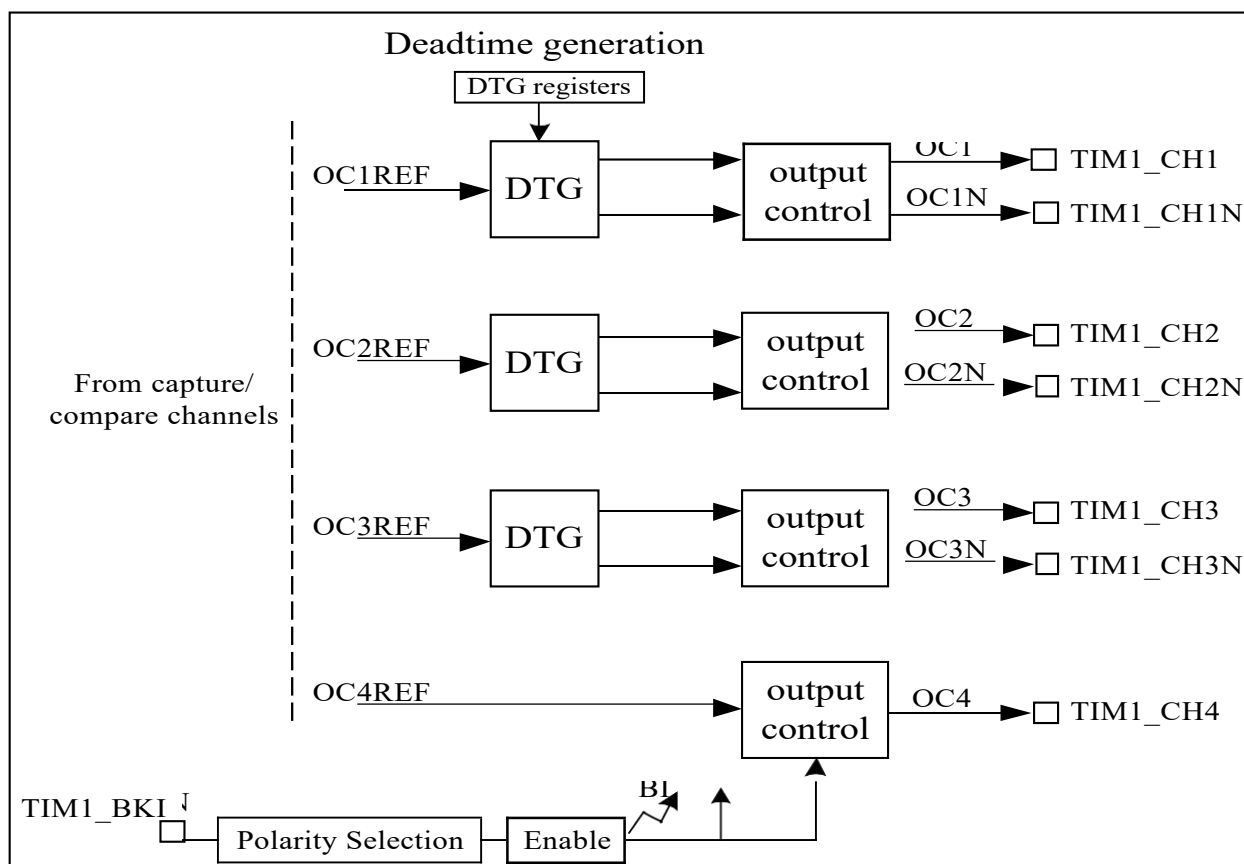 Deadtime generation
DTG registers
OC1REF
DTG
output
control
OC1
TIM1_CH1
OC1N
TIM1_CH1N
OC2REF
DTG
output
control
OC2
TIM1_CH2
OC2N
TIM1_CH2N
From capture/
compare channels
OC3REF
DTG
output
control
OC3
TIM1_CH3
OC3N
TIM1_CH3N
OC4REF
output
control
OC4
TIM1_CH4
TIM1_BKIN
BI
Polarity Selection
Enable